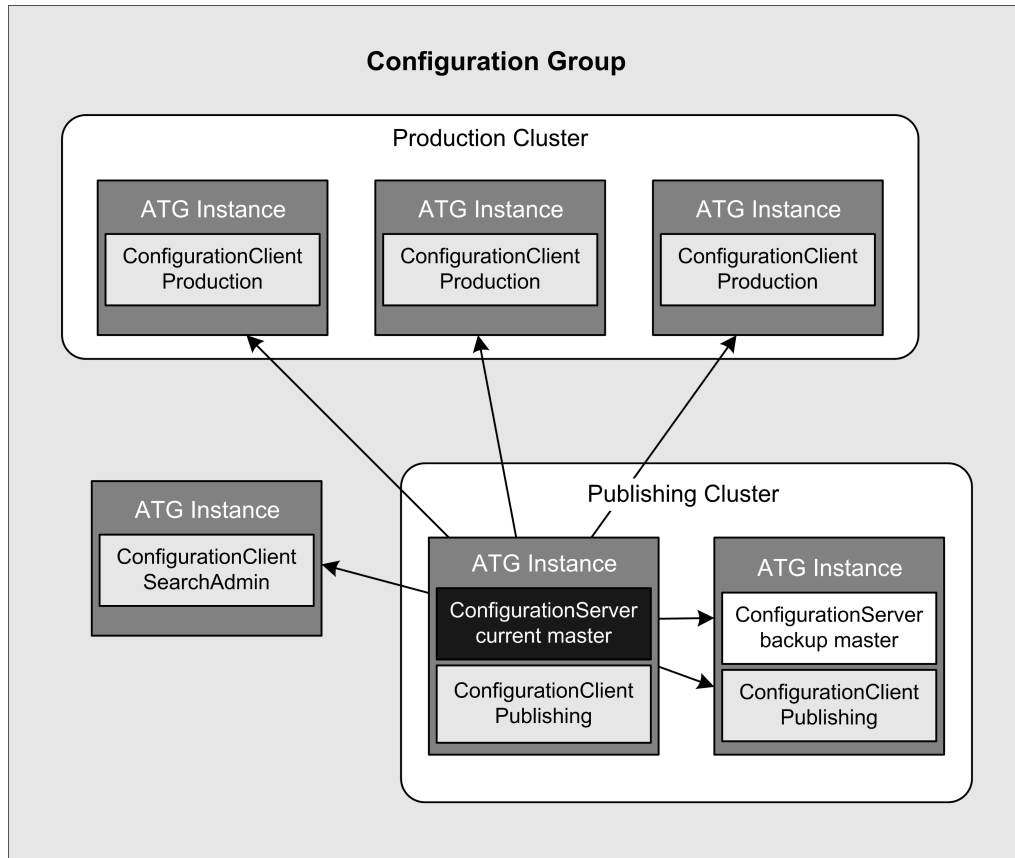 Configuration Group
Production Cluster
ATG Instance
ConfigurationClient
Production
ATG Instance
ConfigurationClient
Production
ATG Instance
ConfigurationClient
Production
ATG Instance
ConfigurationClient
SearchAdmin
Publishing Cluster
ATG Instance
ConfigurationServer
current master
ConfigurationClient
Publishing
ATG Instance
ConfigurationServer
backup master
ConfigurationClient
Publishing